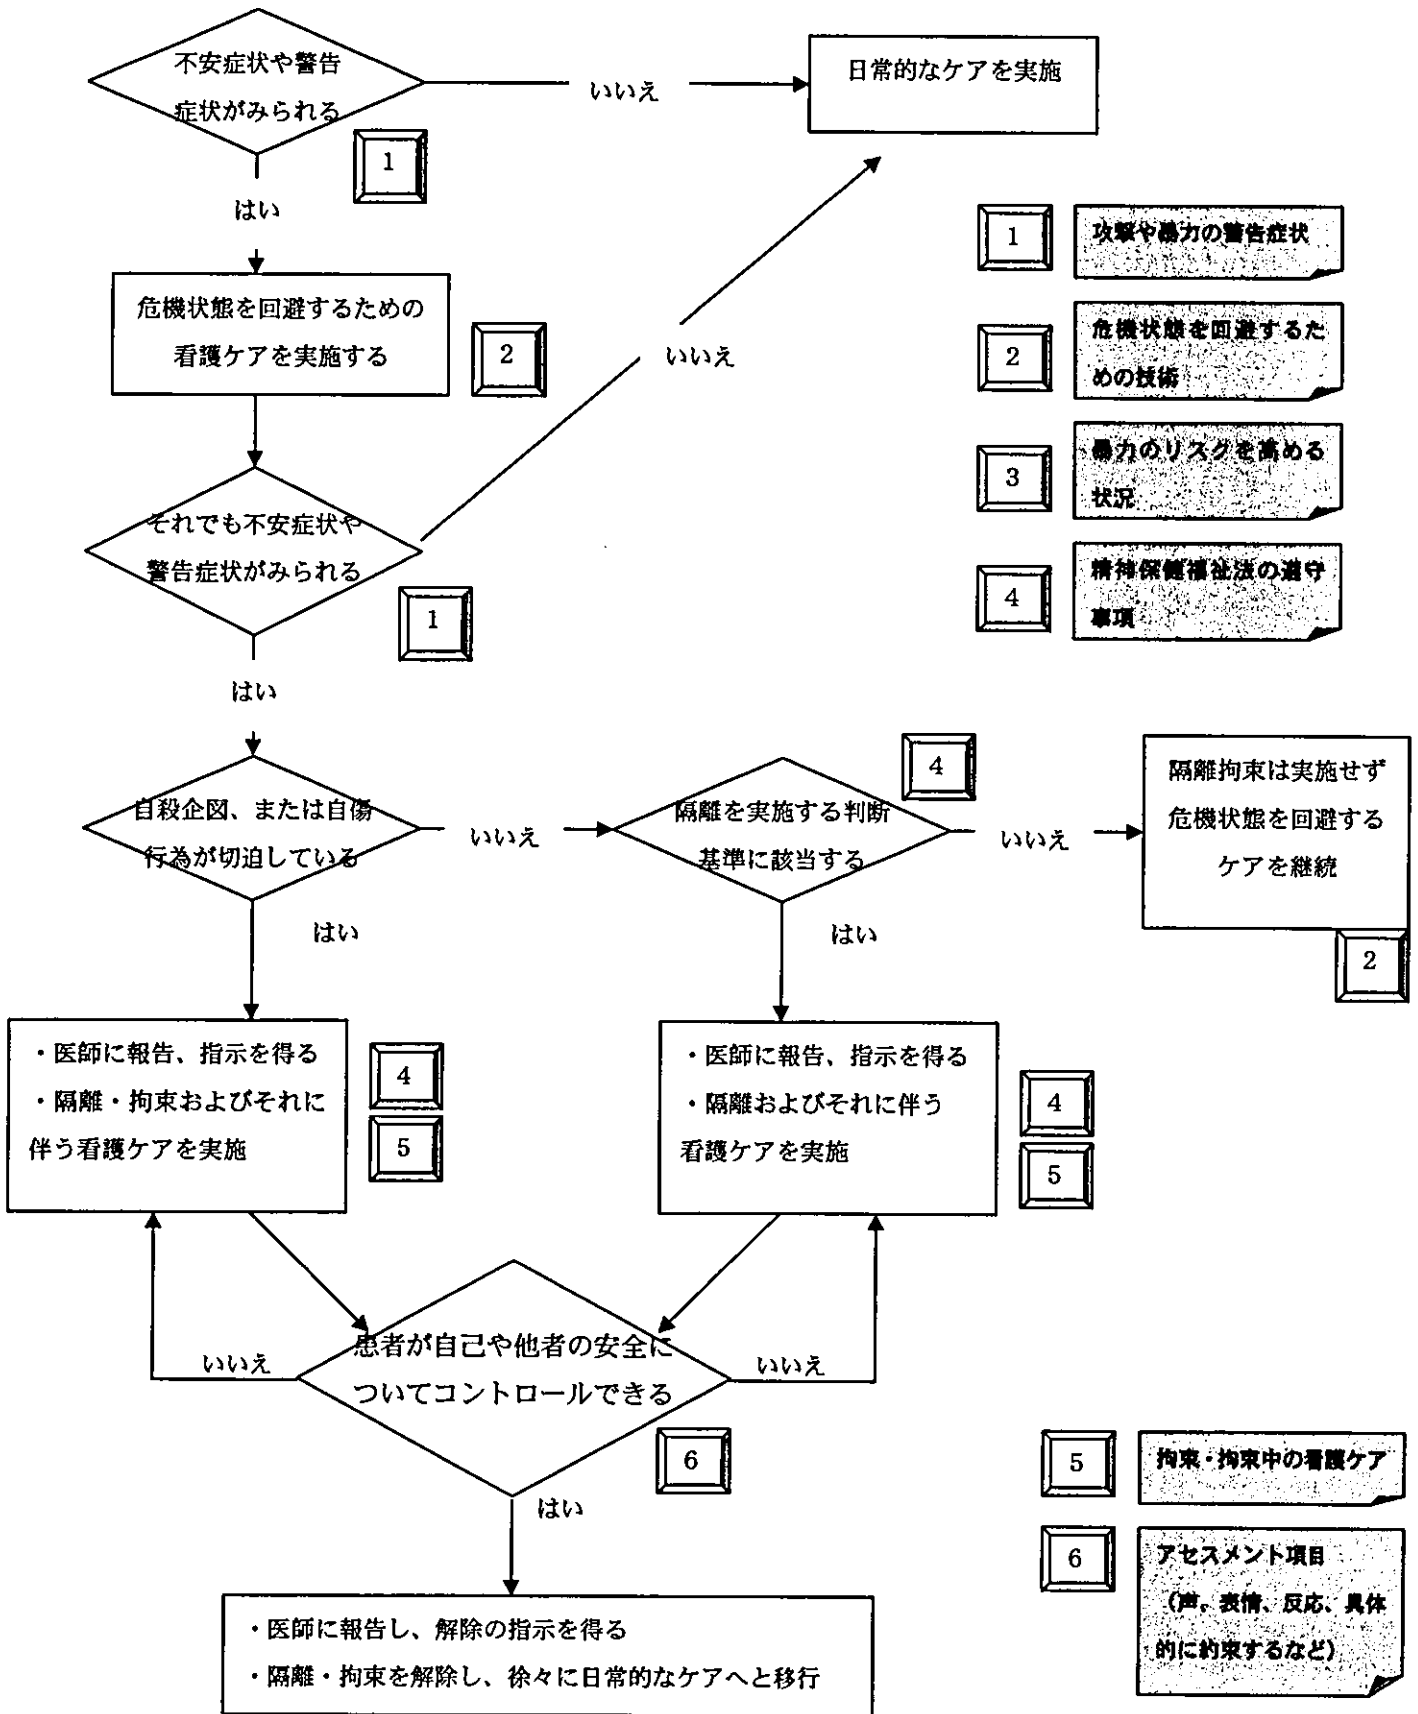 不安症状や警告
症状がみられる
いいえ
日常的なケアを実施
1
はい
危機状態を回避するための
看護ケアを実施する
2
いいえ
それでも不安症状や
警告症状がみられる
1
はい
1
攻撃や暴力の警告症状
2
危機状態を回避するた
めの技術
3
暴力のリスクを高める
状況
4
精神保健福祉法の遵守
事項
自殺企図、または自傷
行為が切迫している
いいえ
隔離を実施する判断
基準に該当する
4
いいえ
隔離拘束は実施せず
危機状態を回避する
ケアを継続
2
はい
はい
・医師に報告、指示を得る
・隔離・拘束およびそれに
伴う看護ケアを実施
4
5
・医師に報告、指示を得る
・隔離およびそれに伴う
看護ケアを実施
4
5
患者が自己や他者の安全に
ついてコントロールできる
いいえ
いいえ
6
はい
・医師に報告し、解除の指示を得る
・隔離・拘束を解除し、徐々に日常的なケアへと移行
5
拘束・拘束中の看護ケア
6
アセスメント項目
（声、表情、反応、具体
的に約束するなど）